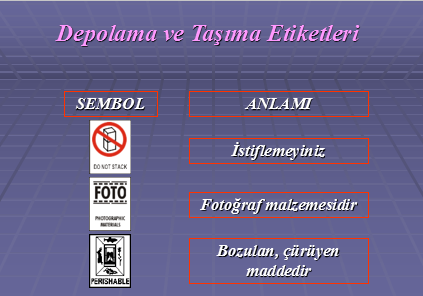 Depolama ve Taşıma Etiketleri
SEMBOL
ANLAMI
DO NOT STACK
İstiflemeyiniz
FOTO
PHOTOGRAPHIC
MATERIALS
Fotoğraf malzemesidir
PERISHABLE
Bozulan, çürüyen
maddedir